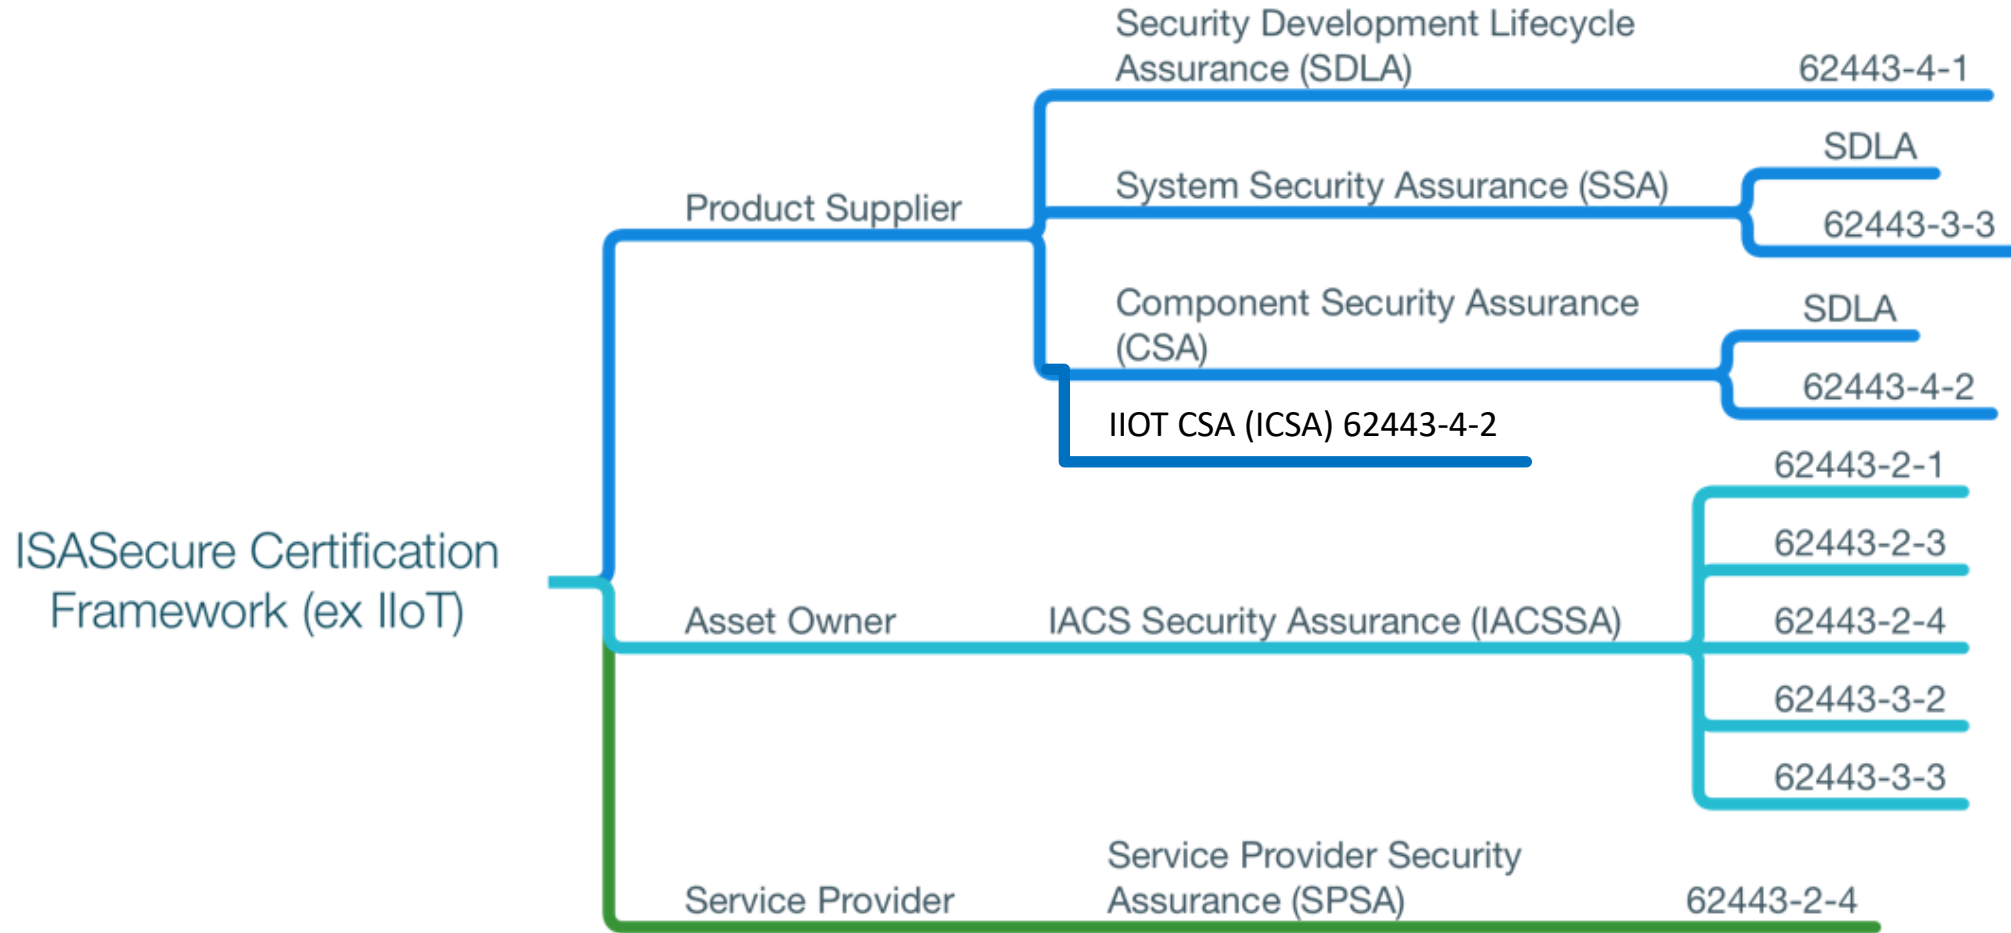 Security Development Lifecycle
Assurance (SDLA)
62443-4-1
SDLA
System Security Assurance (SSA)
62443-3-3
Product Supplier
Component Security Assurance
(CSA)
SDLA
62443-4-2
IIOT CSA (ICSA) 62443-4-2
ISASecure Certification
Framework (ex IIoT)
Asset Owner
IACS Security Assurance (IACSSA)
62443-2-1
62443-2-3
62443-2-4
62443-3-2
62443-3-3
Service Provider
Service Provider Security
Assurance (SPSA)
62443-2-4